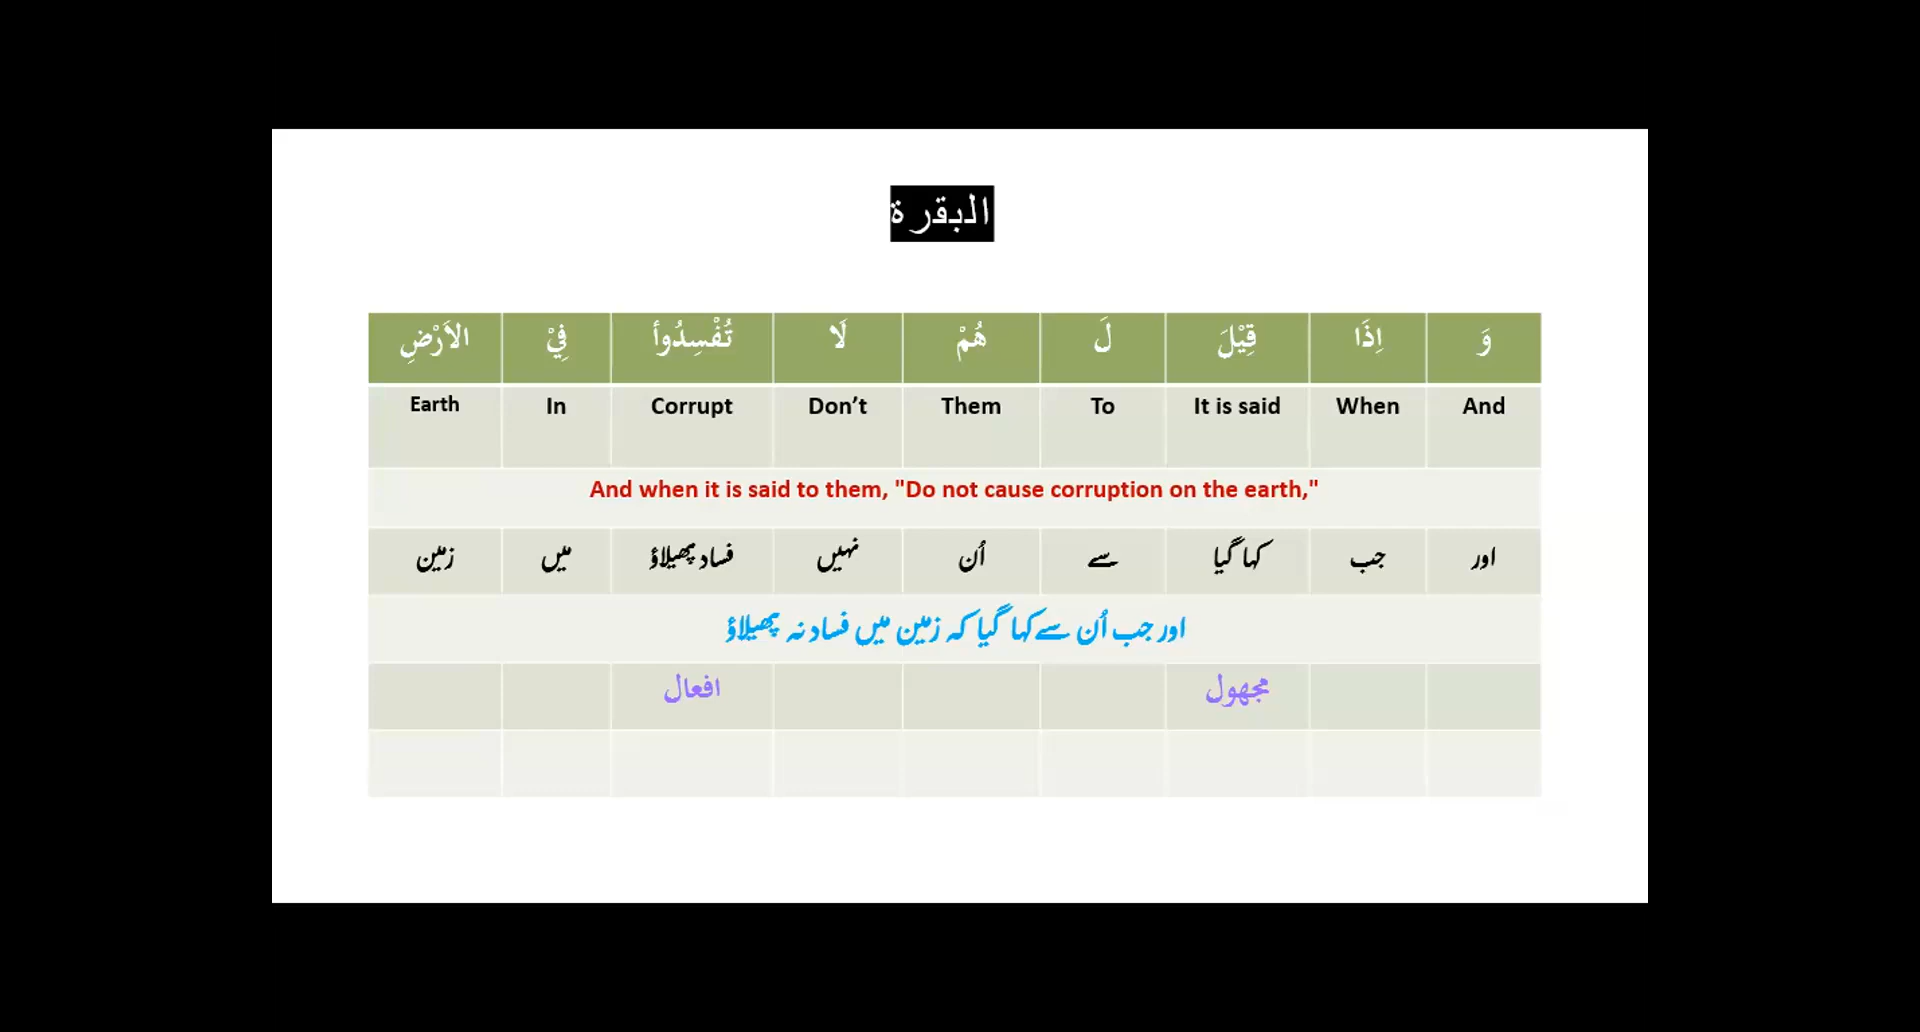 البقرة
وَ اِذَا قِيْلَ لَ هُمْ لَا تُفْسِدُوأ فِيْ الاَرْضِ
Earth In Corrupt Don’t Them To It is said When And
And when it is said to them, "Do not cause corruption on the earth,"
اور جب کہا گیا سے اُن نہیں فساد پھیلاؤ میں زمین
اور جب اُن سے کہا گیا کہ زمین میں فساد نہ پھیلاؤ
مجھول افعال